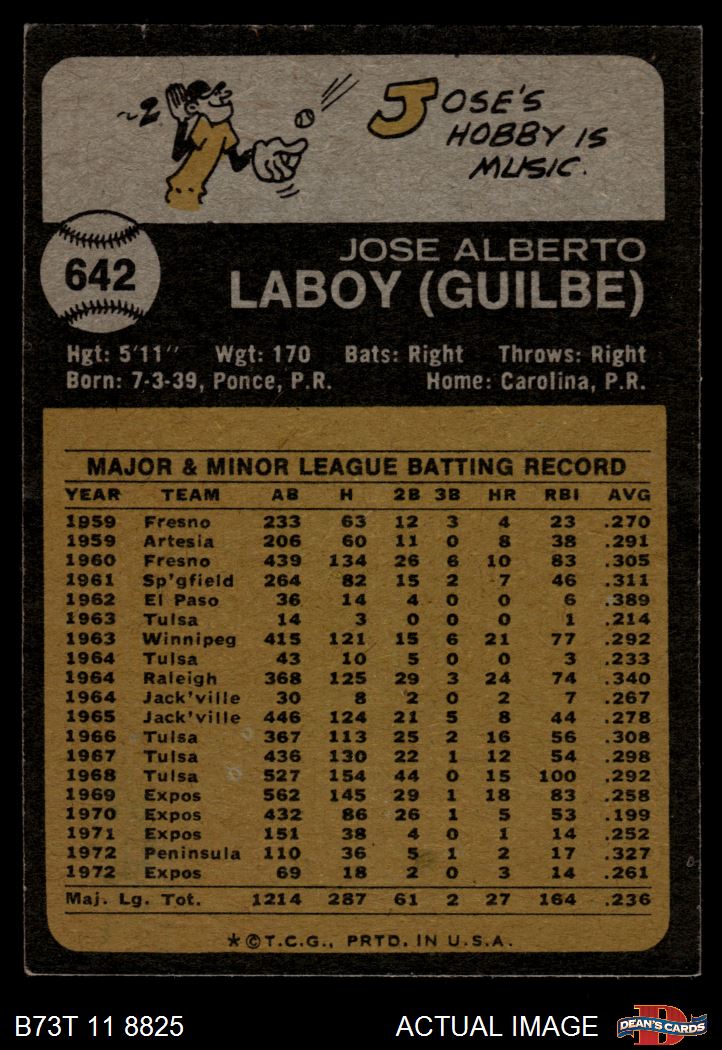 ~2
JOSE'S
HOBBY IS
MUSIC.
642
JOSE ALBERTO
LABOY (GUILBE)
Hgt: 5'11" Wgt: 170 Bats: Right Throws: Right
Born: 7-3-39, Ponce, P.R. Home: Carolina, P.R.
MAJOR & MINOR LEAGUE BATTING RECORD
YEAR TEAM AB H 2B 3B HR RBI AVG
1959 Fresno 233 63 12 3 4 23 .270
1959 Artesia 206 60 11 0 8 38 .291
1960 Fresno 439 134 26 6 10 83 .305
1961 Sp'gfield 264 82 15 2 7 46 .311
1962 El Paso 36 14 4 0 0 6 .389
1963 Tulsa 14 3 0 0 0 1 .214
1963 Winnipeg 415 121 15 6 21 77 .292
1964 Tulsa 43 10 5 0 0 3 .233
1964 Raleigh 368 125 29 3 24 74 .340
1964 Jack'ville 30 8 2 0 2 7 .267
1965 Jack'ville 446 124 21 5 8 44 .278
1966 Tulsa 367 113 25 2 16 56 .308
1967 Tulsa 436 130 22 1 12 54 .298
1968 Tulsa 527 154 44 0 15 100 .292
1969 Expos 562 145 29 1 18 83 .258
1970 Expos 432 86 26 1 5 53 .199
1971 Expos 151 38 4 0 1 14 .252
1972 Peninsula 110 36 5 1 2 17 .327
1972 Expos 69 18 2 0 3 14 .261
Maj. Lg. Tot. 1214 287 61 2 27 164 .236
*©T.C.G., PRTD. IN U.S.A.
B73T 11 8825 ACTUAL IMAGE
D
DEAN'S CARDS